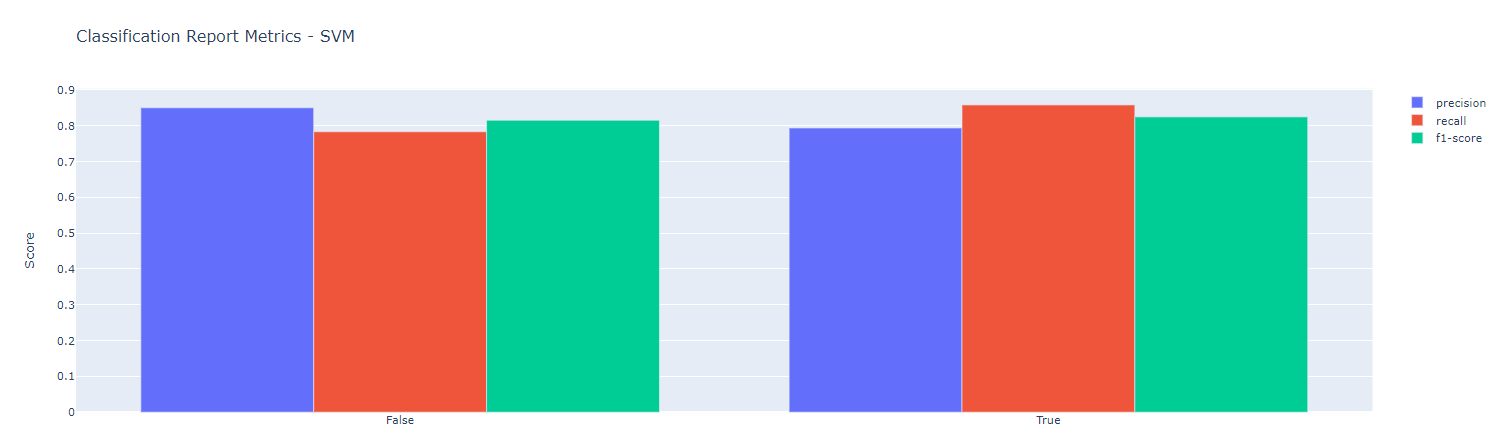 Classification Report Metrics - SVM
precision
recall
f1-score
Score
0.9
0.8
0.7
0.6
0.5
0.4
0.3
0.2
0.1
0
False
True